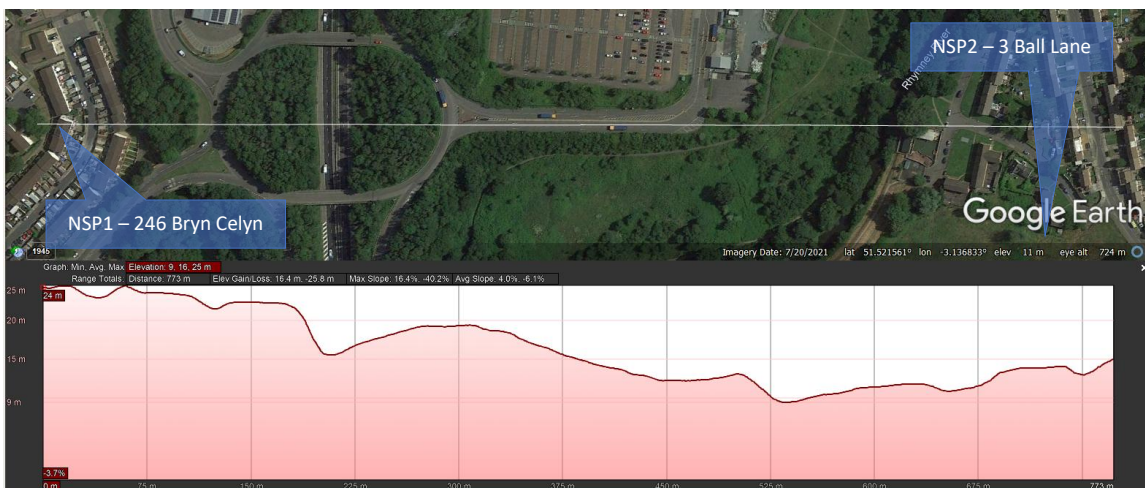 NSP2 – 3 Ball Lane
Rhymney River
NSP1 – 246 Bryn Celyn
Google Earth
1945
Imagery Date: 7/20/2021 lat 51.521561° lon -3.136833° elev 11 m eye alt 724 m
Graph: Min, Avg, Max Elevation: 9, 16, 25 m
Range Totals: Distance: 773 m Elev Gain/Loss: 16.4 m, -25.8 m Max Slope: 16.4%, -40.2% Avg Slope: 4.0%, -6.1%
25 m
24 m
20 m
15 m
9 m
-3.7%
0 m 75 m 150 m 225 m 300 m 375 m 450 m 525 m 600 m 675 m 773 m